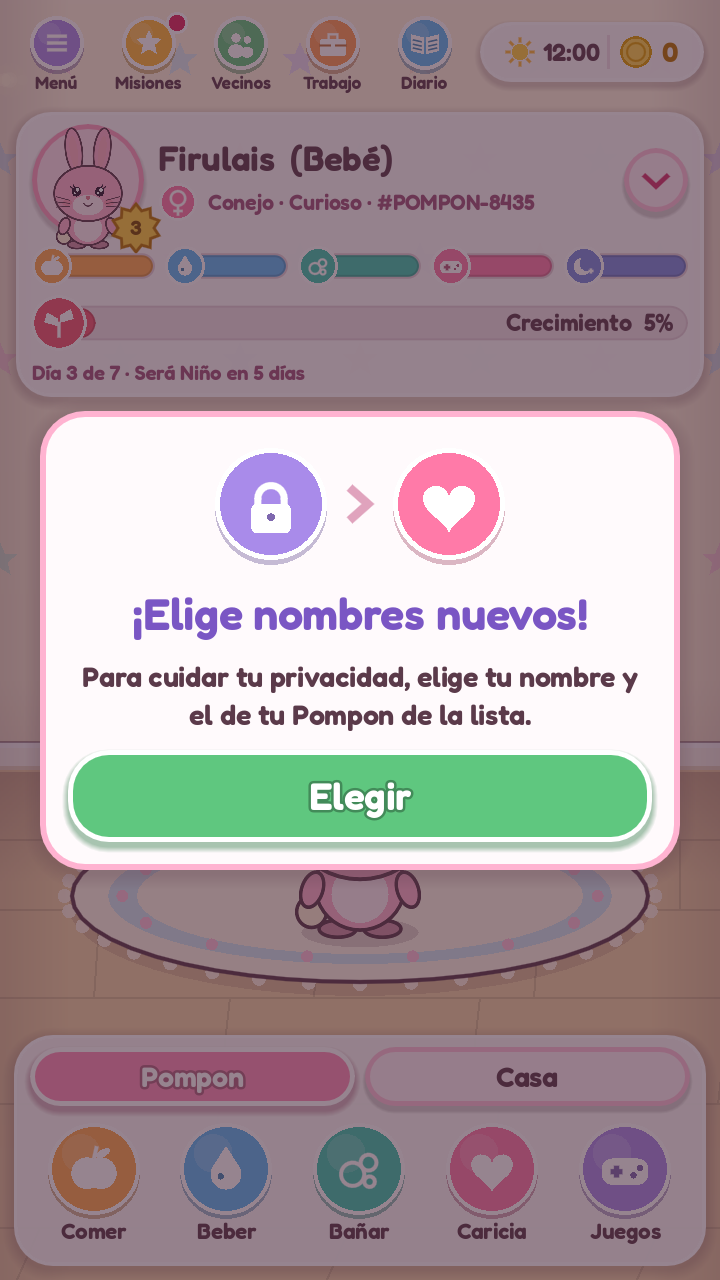 Menú
Misiones
Vecinos
Trabajo
Diario
12:00
0
Firulais (Bebé)
Conejo · Curioso · #POMPON-8435
3
Crecimiento 5%
Día 3 de 7 · Será Niño en 5 días
¡Elige nombres nuevos!
Para cuidar tu privacidad, elige tu nombre y
el de tu Pompon de la lista.
Elegir
Pompon
Casa
Comer
Beber
Bañar
Caricia
Juegos